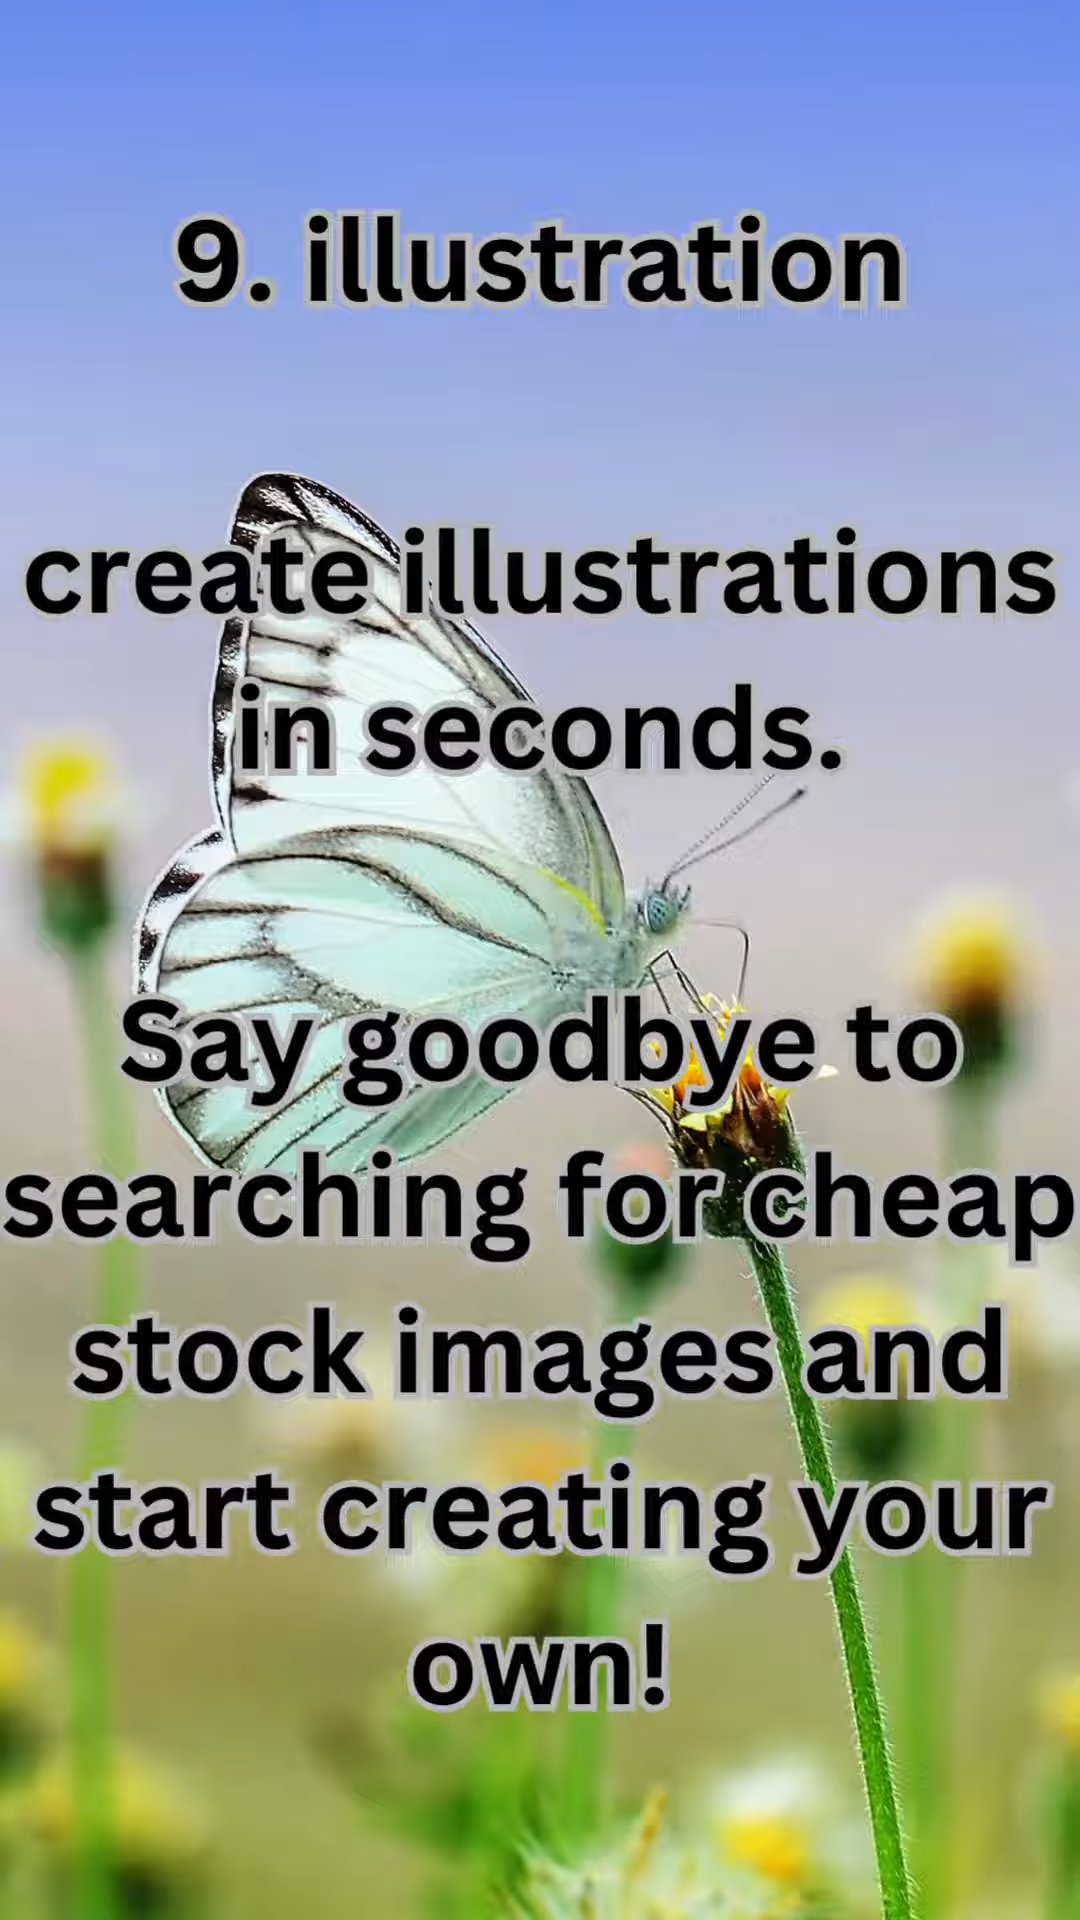 9. illustration
create illustrations
in seconds.
Say goodbye to
searching for cheap
stock images and
start creating your
own!